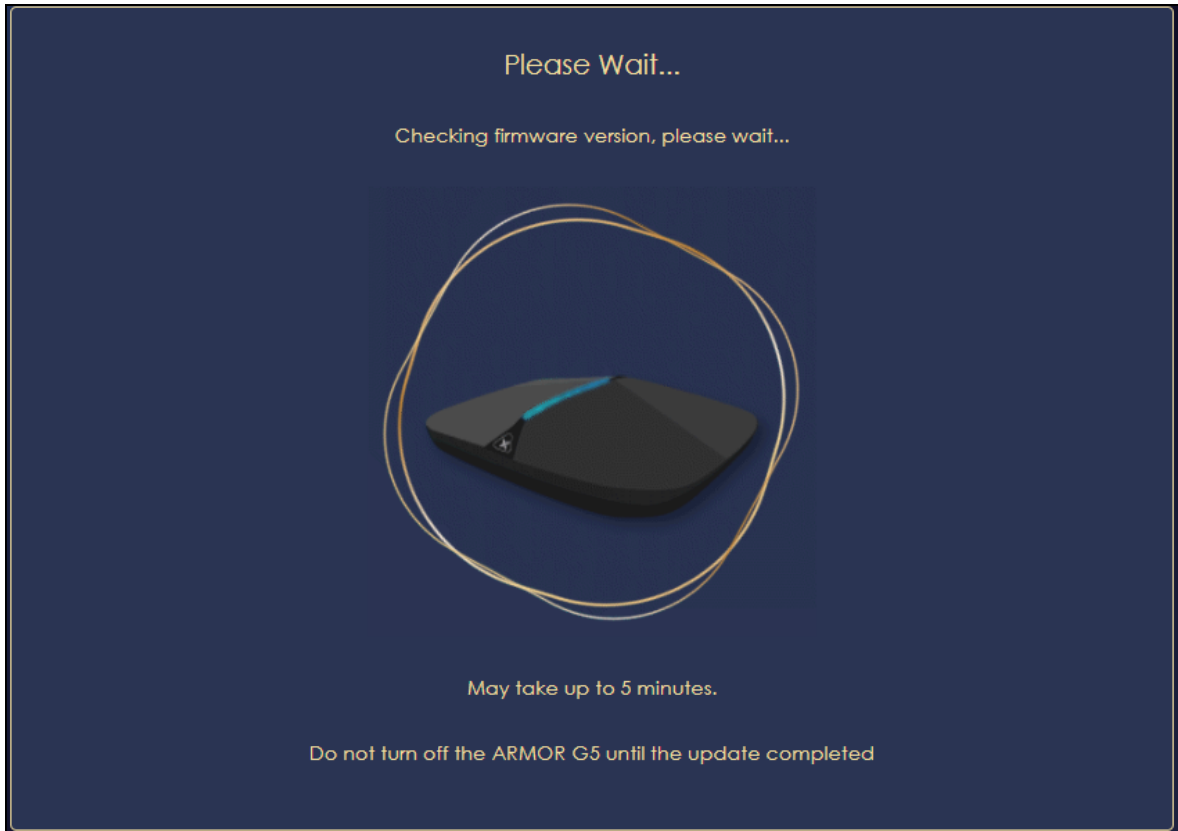 Please Wait...
Checking firmware version, please wait...
May take up to 5 minutes.
Do not turn off the ARMOR G5 until the update completed